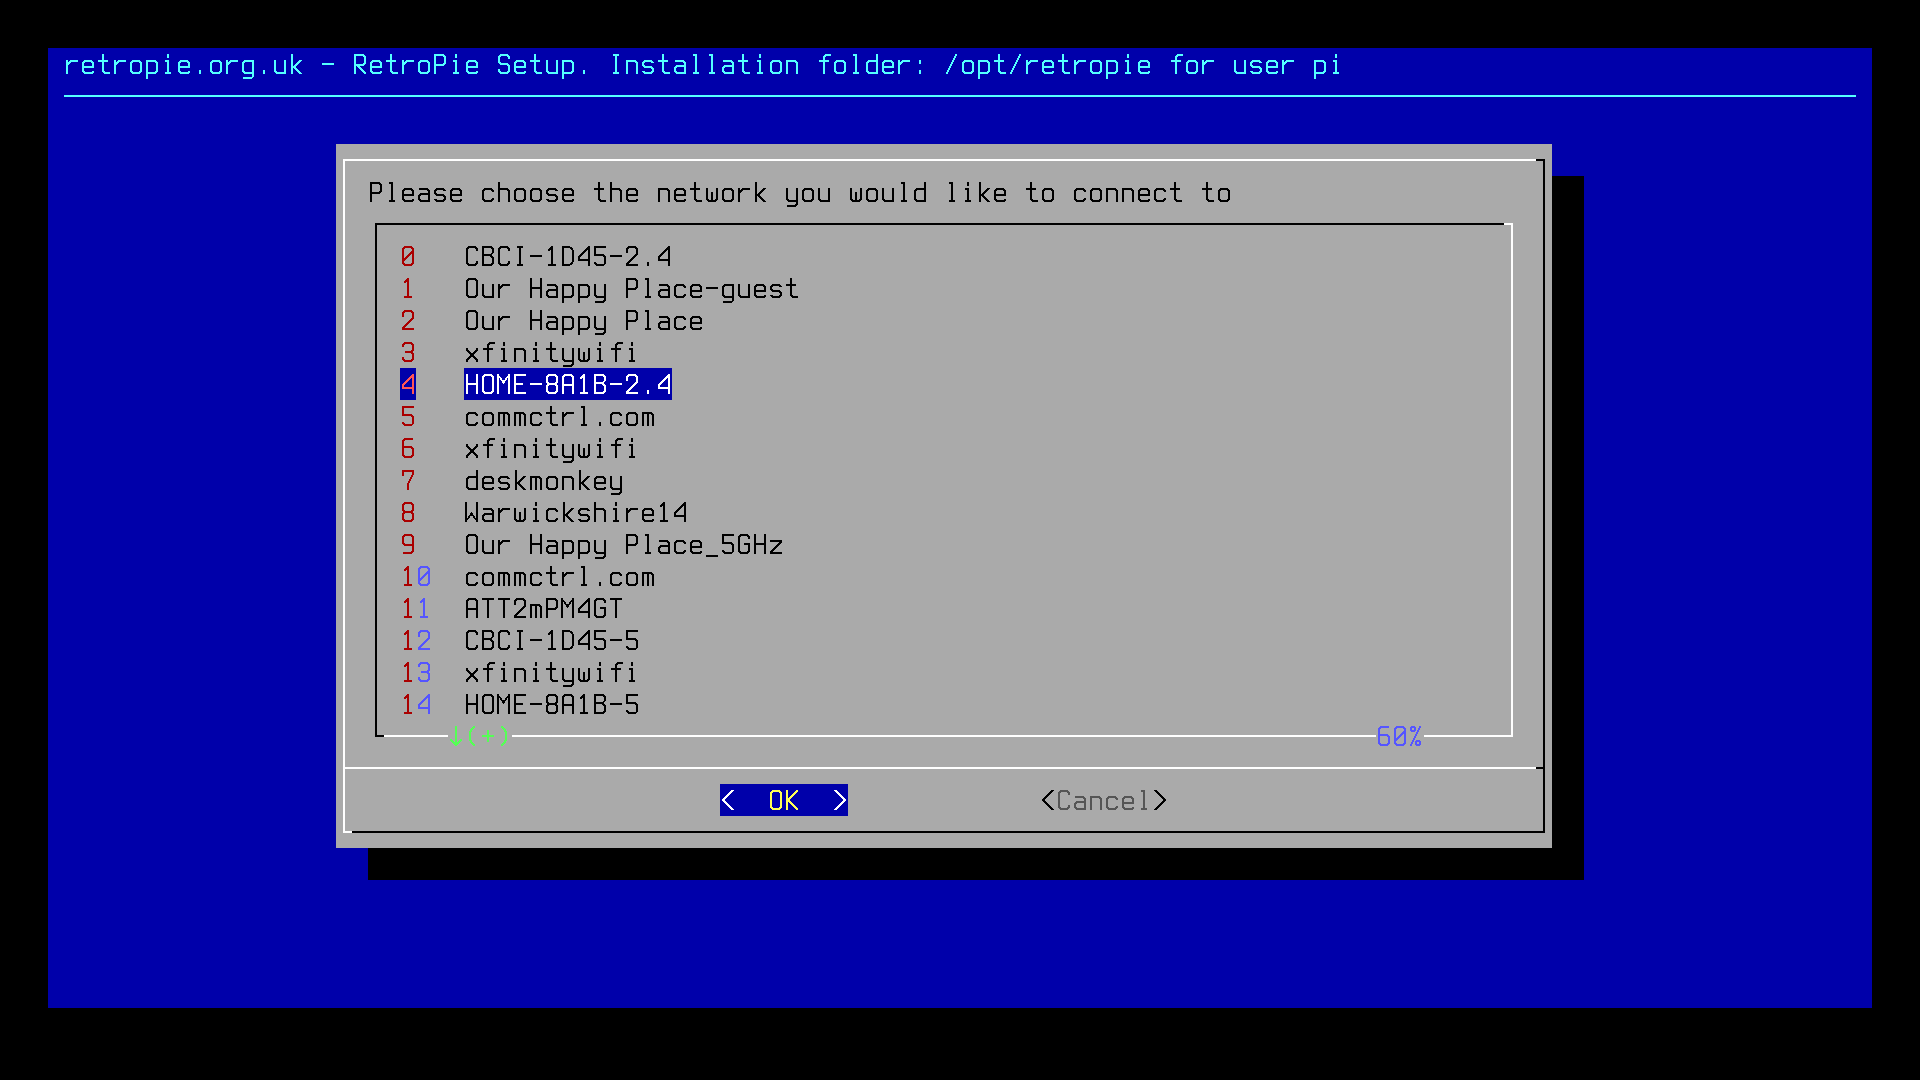 retropie.org.uk - RetroPie Setup. Installation folder: /opt/retropie for user pi
Please choose the network you would like to connect to
0 CBCI-1D45-2.4
1 Our Happy Place-guest
2 Our Happy Place
3 xfinitywifi
4 HOME-8A1B-2.4
5 commctrl.com
6 xfinitywifi
7 deskmonkey
8 Warwickshire14
9 Our Happy Place_5GHz
10 commctrl.com
11 ATT2mPM4GT
12 CBCI-1D45-5
13 xfinitywifi
14 HOME-8A1B-5
↓(+) 60%
< OK > <Cancel>